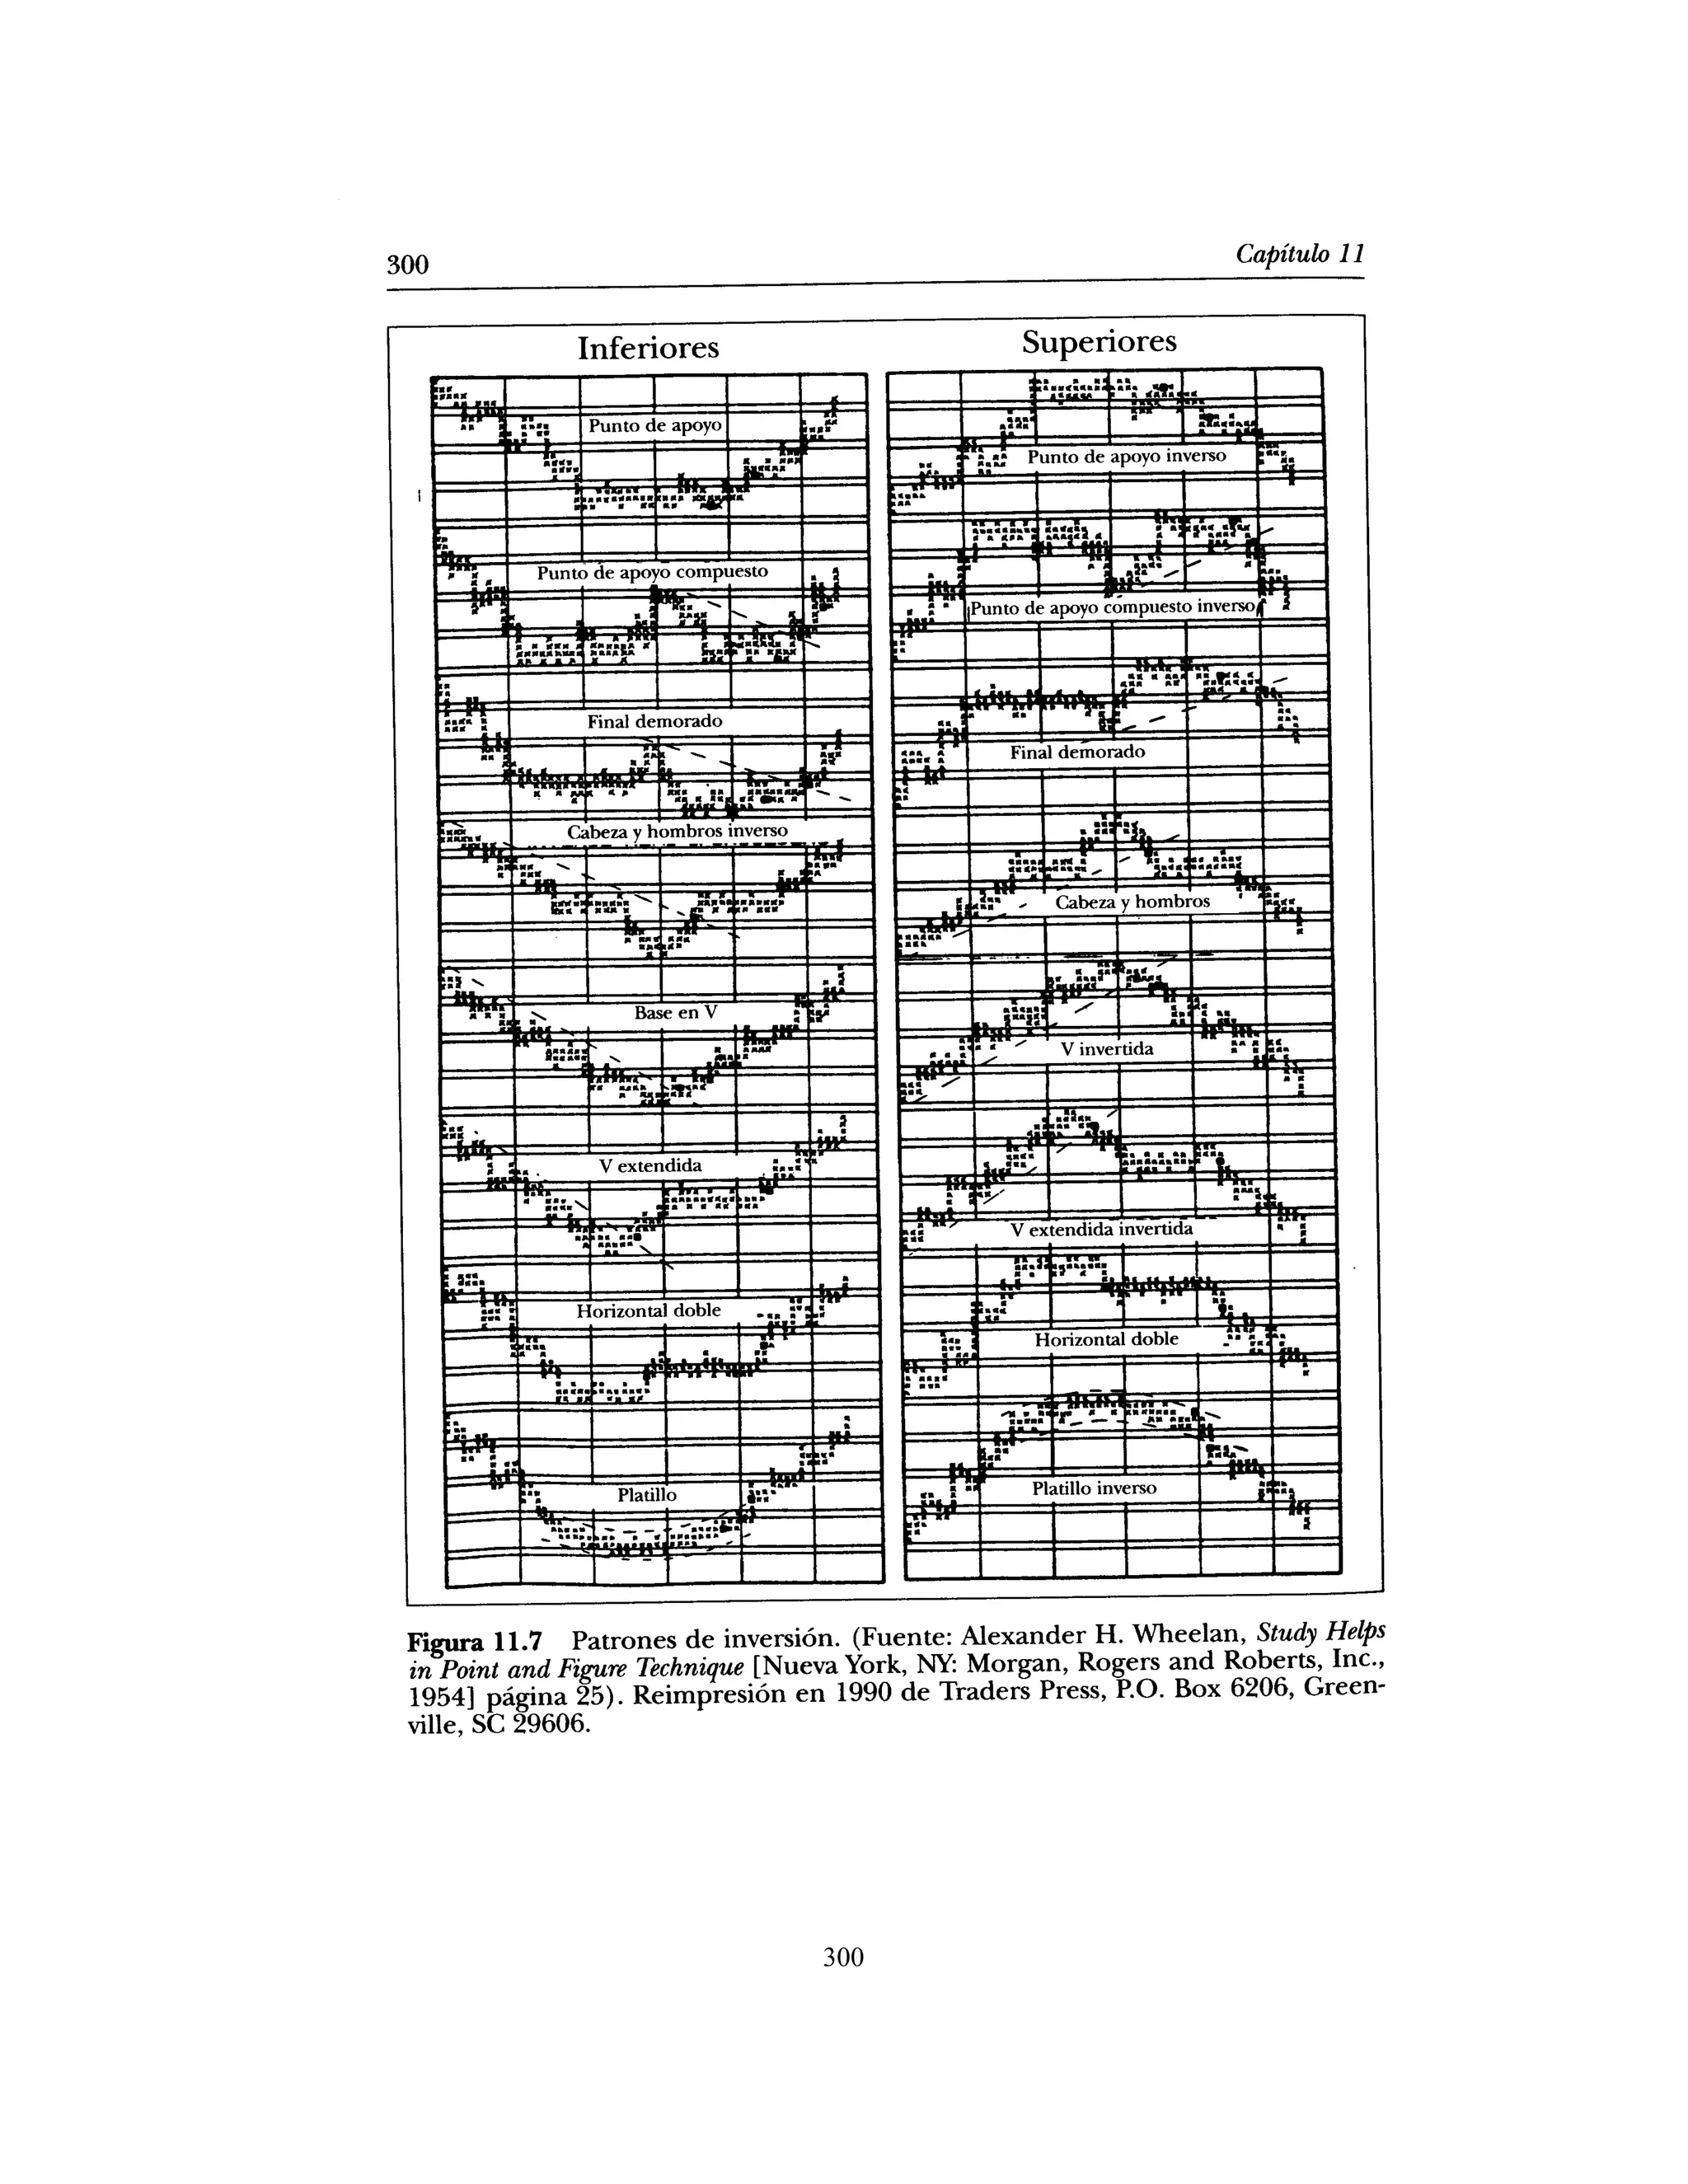 300
Capítulo 11
Inferiores
Punto de apoyo
Punto de apoyo compuesto
Final demorado
Cabeza y hombros inverso
Base en V
V extendida
Horizontal doble
Platillo
Superiores
Punto de apoyo inverso
Punto de apoyo compuesto inverso
Final demorado
Cabeza y hombros
V invertida
V extendida invertida
Horizontal doble
Platillo inverso
Figura 11.7 Patrones de inversión. (Fuente: Alexander H. Wheelan, Study Helps
in Point and Figure Technique [Nueva York, NY: Morgan, Rogers and Roberts, Inc.,
1954] página 25). Reimpresión en 1990 de Traders Press, P.O. Box 6206, Green-
ville, SC 29606.
300